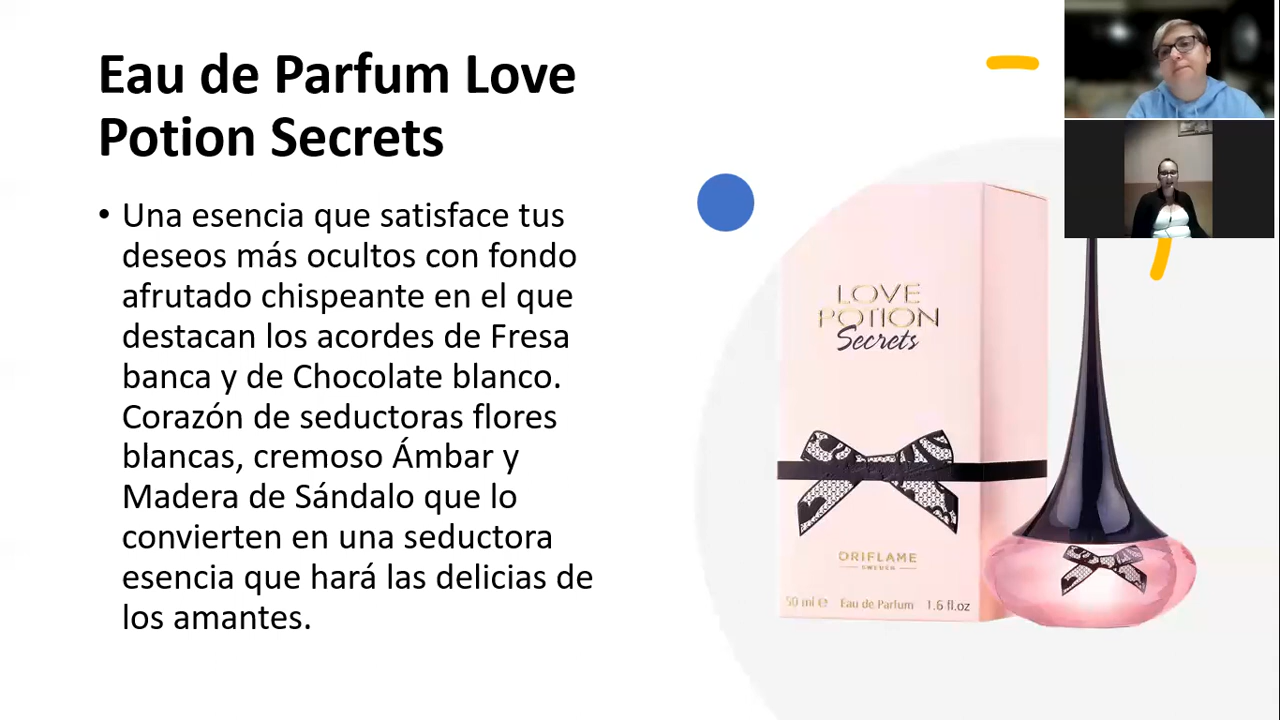 Eau de Parfum Love
Potion Secrets
• Una esencia que satisface tus
deseos más ocultos con fondo
afrutado chispeante en el que
destacan los acordes de Fresa
banca y de Chocolate blanco.
Corazón de seductoras flores
blancas, cremoso Ámbar y
Madera de Sándalo que lo
convierten en una seductora
esencia que hará las delicias de
los amantes.
LOVE
POTION
Secrets
ORIFLAME
SWEDEN
50 ml e Eau de Parfum 1.6 fl.oz